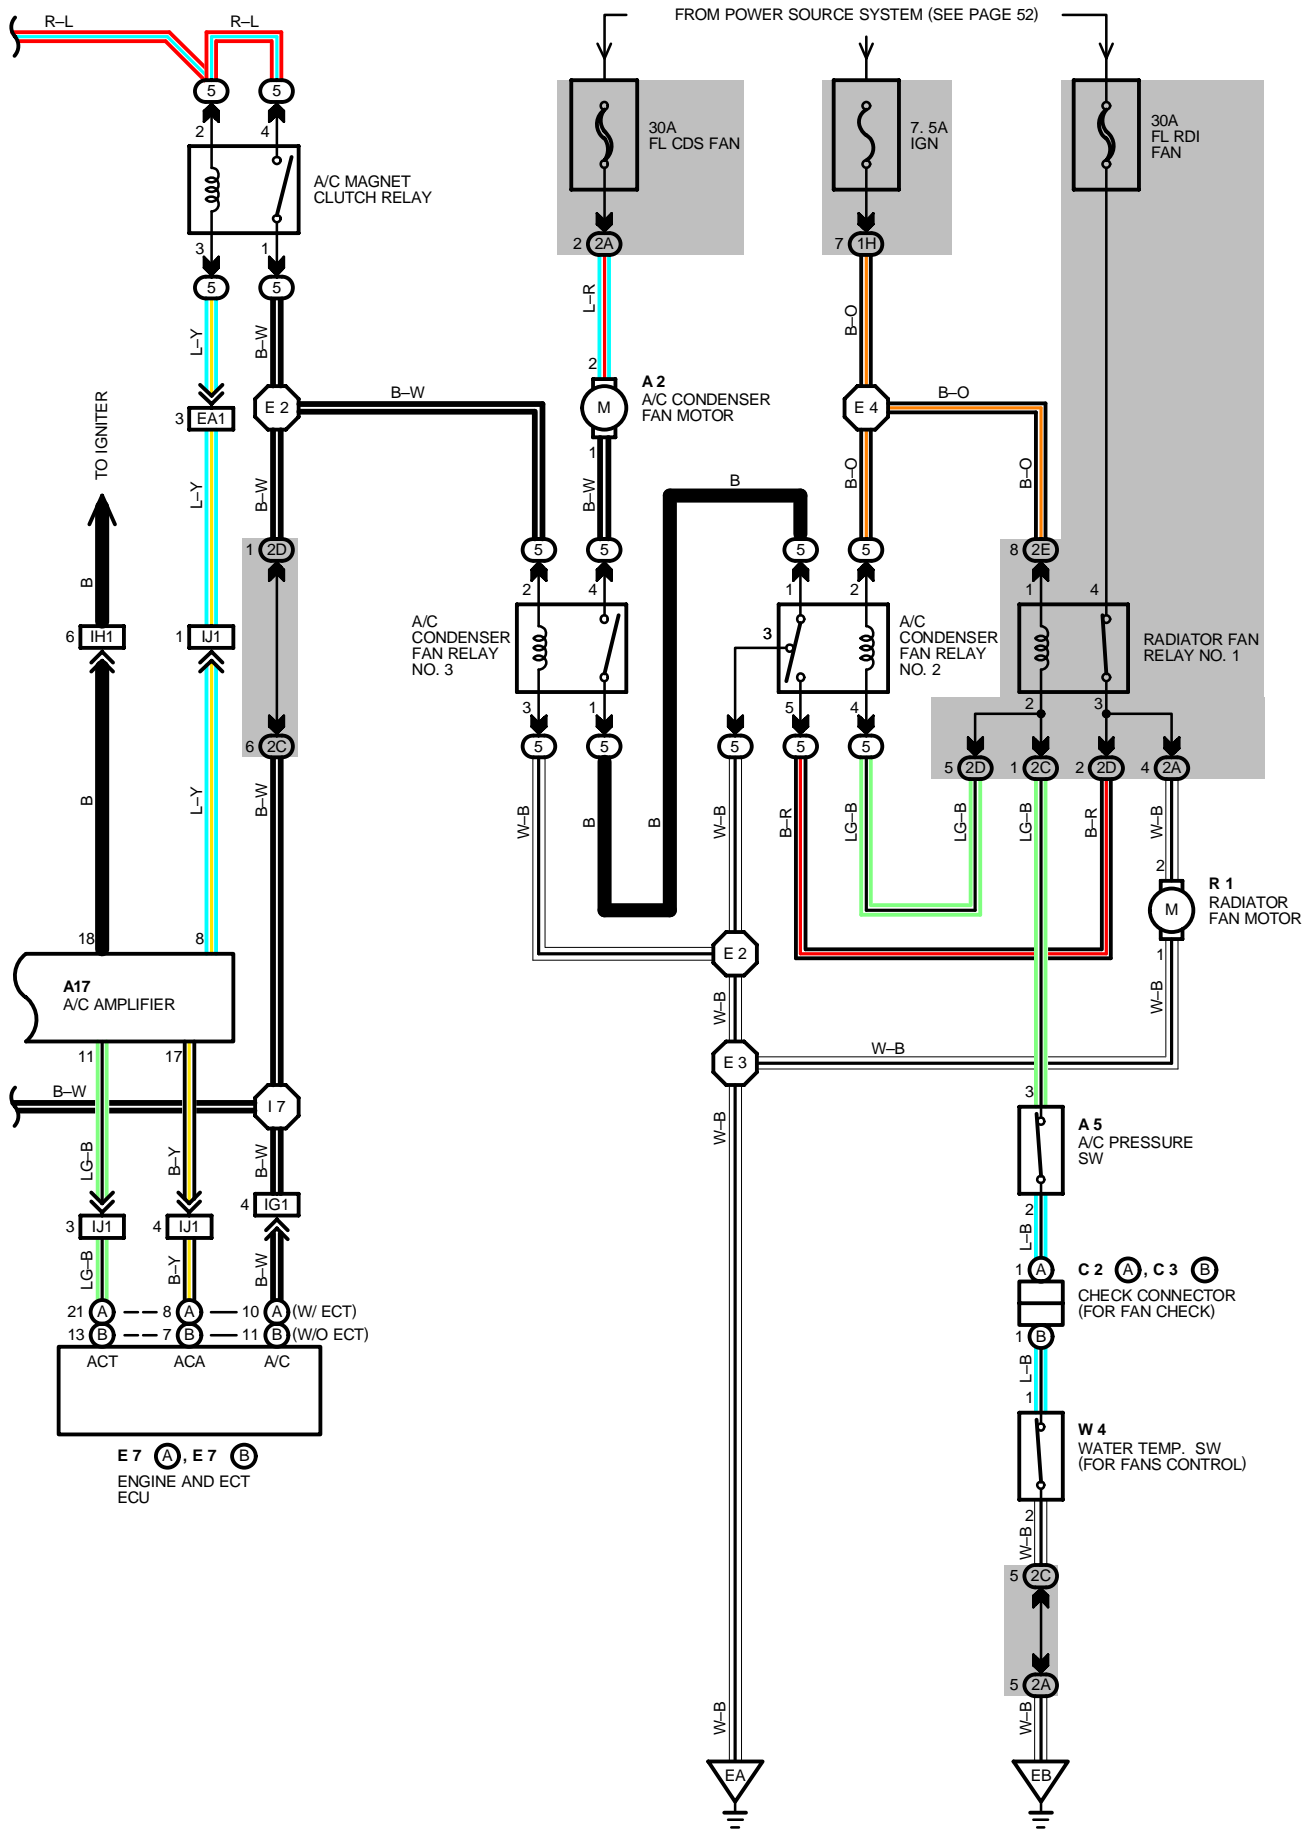 FROM POWER SOURCE SYSTEM (SEE PAGE 52)
R–L
R–L
5
5
2
4
A/C MAGNET
CLUTCH RELAY
3
1
5
5
30A
FL CDS FAN
7. 5A
IGN
30A
FL RDI
FAN
2
2A
7
1H
L–Y
B–W
L–R
B–O
2
A 2
A/C CONDENSER
FAN MOTOR
M
1
3
EA1
E 2
B–W
E 4
B–O
TO IGNITER
L–Y
B–W
B–W
B
B–O
B–O
1
2D
5
5
5
5
8
2E
B
2
4
1
2
1
4
6
IH1
1
IJ1
A/C
CONDENSER
FAN RELAY
NO. 3
3
A/C
CONDENSER
FAN RELAY
NO. 2
RADIATOR FAN
RELAY NO. 1
3
1
5
4
2
3
6
2C
5
5
5
5
5
5
2D
1
2C
2
2D
4
2A
B
L–Y
B–W
W–B
B
B
W–B
B–R
LG–B
LG–B
LG–B
B–R
W–B
2
R 1
RADIATOR
FAN MOTOR
M
1
18
8
E 2
A17
A/C AMPLIFIER
W–B
W–B
11
17
E 3
W–B
B–W
I 7
3
W–B
A 5
A/C PRESSURE
SW
2
LG–B
B–Y
B–W
4
IG1
3
IJ1
4
IJ1
L–B
LG–B
B–Y
B–W
1
A
C 2 A , C 3 B
CHECK CONNECTOR
(FOR FAN CHECK)
1
B
21 A 8 A 10 A (W/ ECT)
13 B 7 B 11 B (W/O ECT)
ACT
ACA
A/C
L–B
1
W 4
WATER TEMP. SW
(FOR FANS CONTROL)
2
E 7 A , E 7 B
ENGINE AND ECT
ECU
W–B
5
2C
5
2A
W–B
W–B
EA
EB